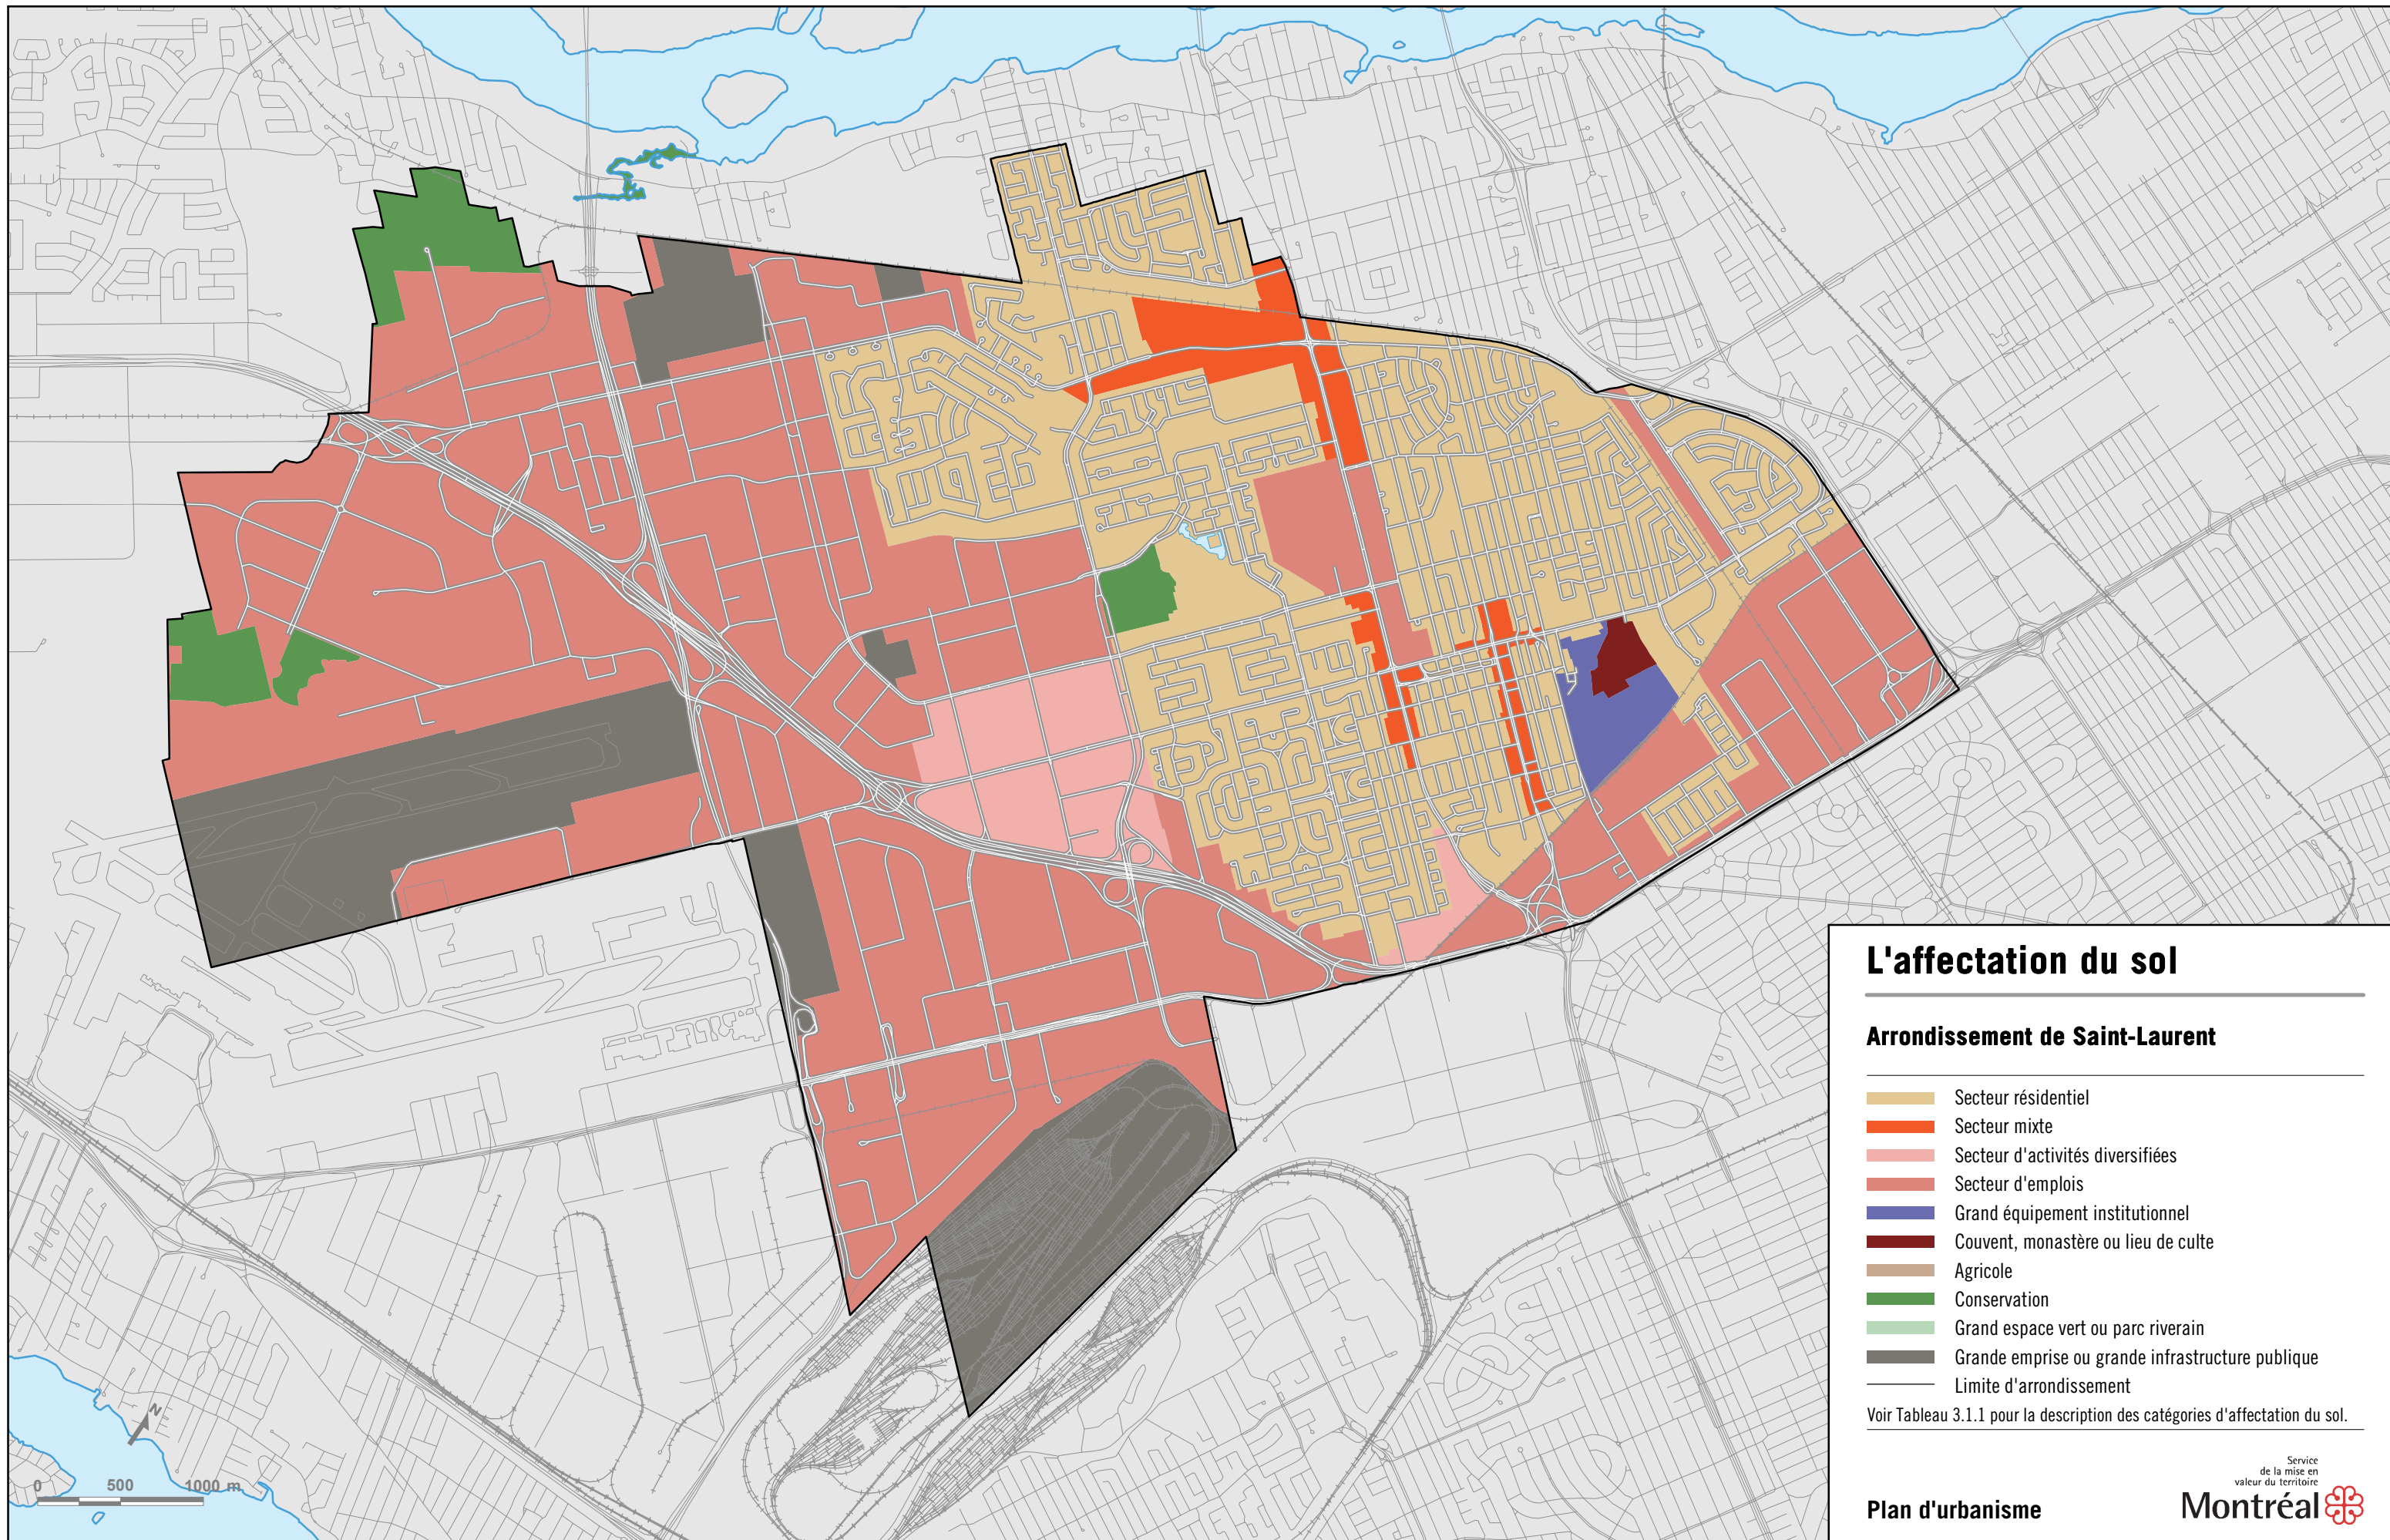 L'affectation du sol
Arrondissement de Saint-Laurent
Secteur résidentiel
Secteur mixte
Secteur d'activités diversifiées
Secteur d'emplois
Grand équipement institutionnel
Couvent, monastère ou lieu de culte
Agricole
Conservation
Grand espace vert ou parc riverain
Grande emprise ou grande infrastructure publique
Limite d'arrondissement
Voir Tableau 3.1.1 pour la description des catégories d'affectation du sol.
N
0 500 1000 m
Service
de la mise en
valeur du territoire
Plan d'urbanisme
Montréal